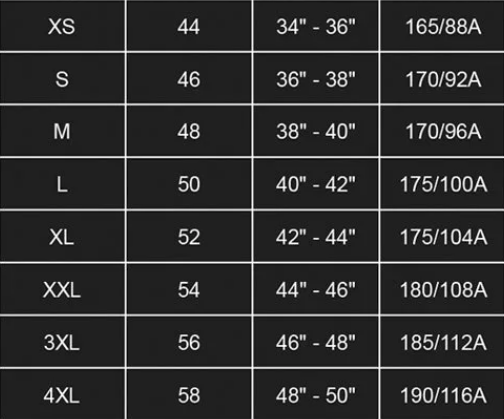 XS 44 34" - 36" 165/88A
S 46 36" - 38" 170/92A
M 48 38" - 40" 170/96A
L 50 40" - 42" 175/100A
XL 52 42" - 44" 175/104A
XXL 54 44" - 46" 180/108A
3XL 56 46" - 48" 185/112A
4XL 58 48" - 50" 190/116A